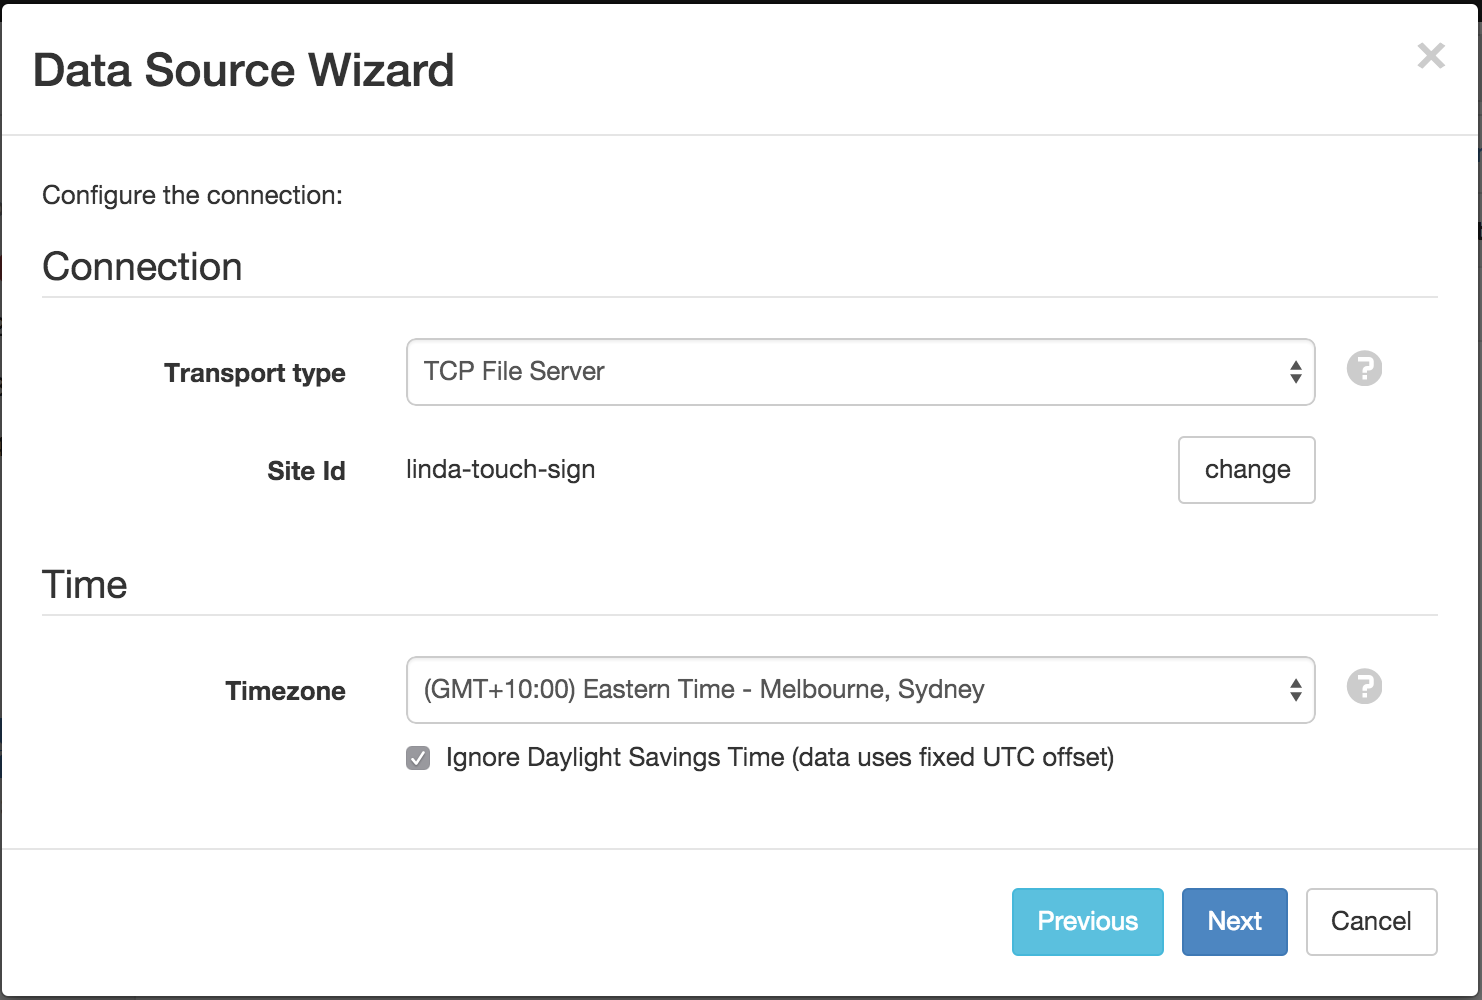 Data Source Wizard
×
Configure the connection:
Connection
Transport type
TCP File Server
?
Site Id
linda-touch-sign
change
Time
Timezone
(GMT+10:00) Eastern Time - Melbourne, Sydney
?
Ignore Daylight Savings Time (data uses fixed UTC offset)
Previous
Next
Cancel